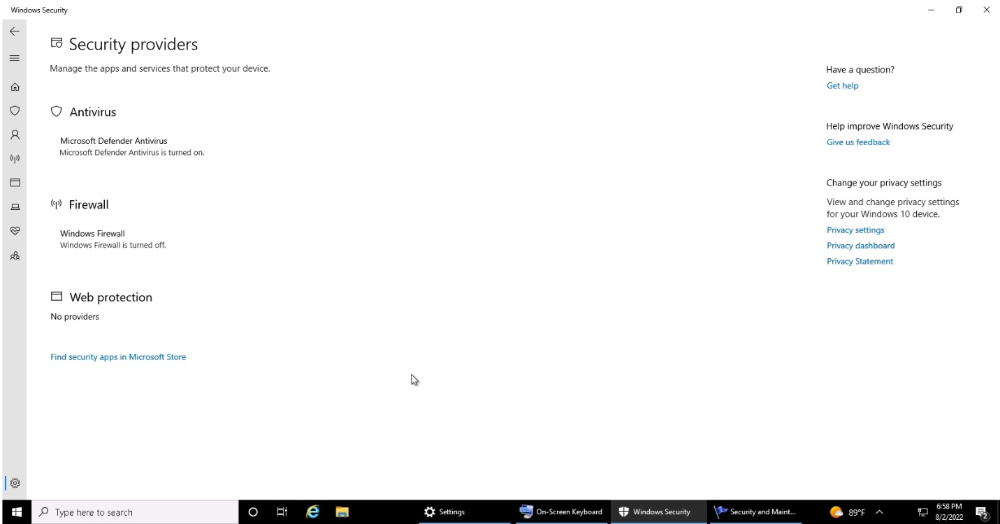 Windows Security
Security providers
Manage the apps and services that protect your device.
Antivirus
Microsoft Defender Antivirus
Microsoft Defender Antivirus is turned on.
Firewall
Windows Firewall
Windows Firewall is turned off.
Web protection
No providers
Find security apps in Microsoft Store
Have a question?
Get help
Help improve Windows Security
Give us feedback
Change your privacy settings
View and change privacy settings
for your Windows 10 device.
Privacy settings
Privacy dashboard
Privacy Statement
Type here to search
Settings
On-Screen Keyboard
Windows Security
Security and Maint...
89°F
6:58 PM
8/2/2022
2